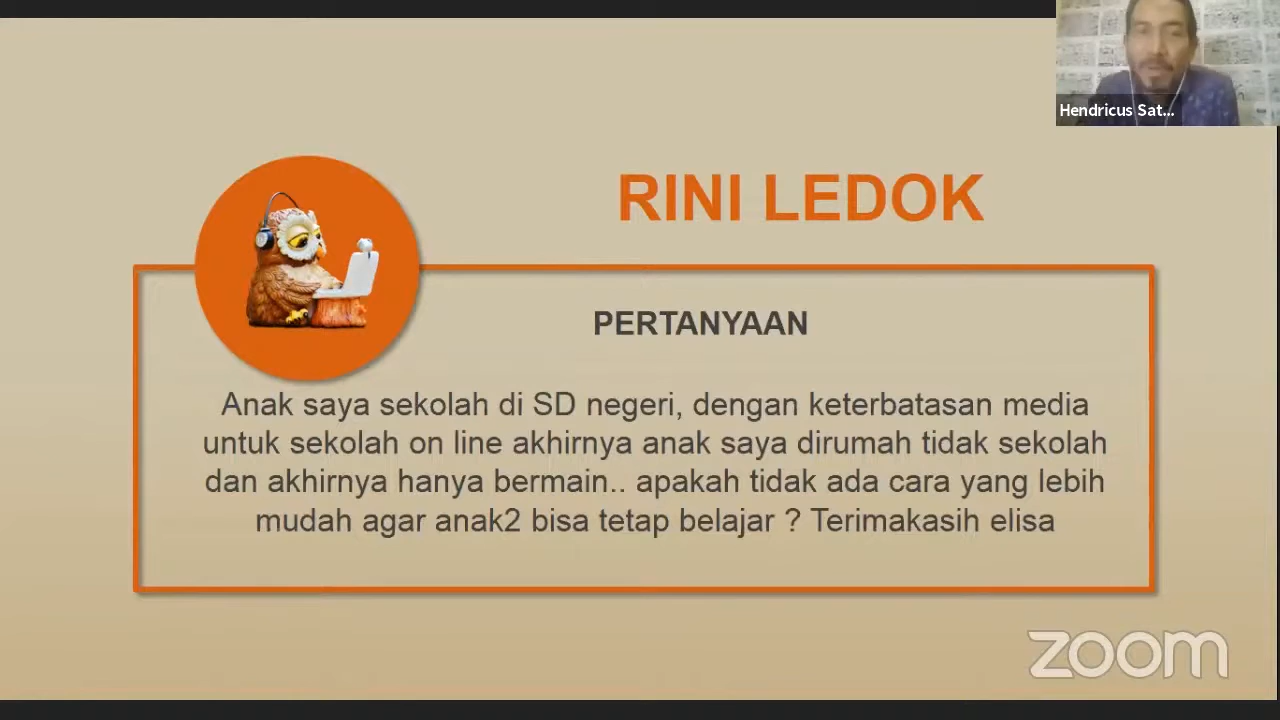 Hendricus Sat...
RINI LEDOK
PERTANYAAN
Anak saya sekolah di SD negeri, dengan keterbatasan media
untuk sekolah on line akhirnya anak saya dirumah tidak sekolah
dan akhirnya hanya bermain.. apakah tidak ada cara yang lebih
mudah agar anak2 bisa tetap belajar ? Terimakasih elisa
zoom